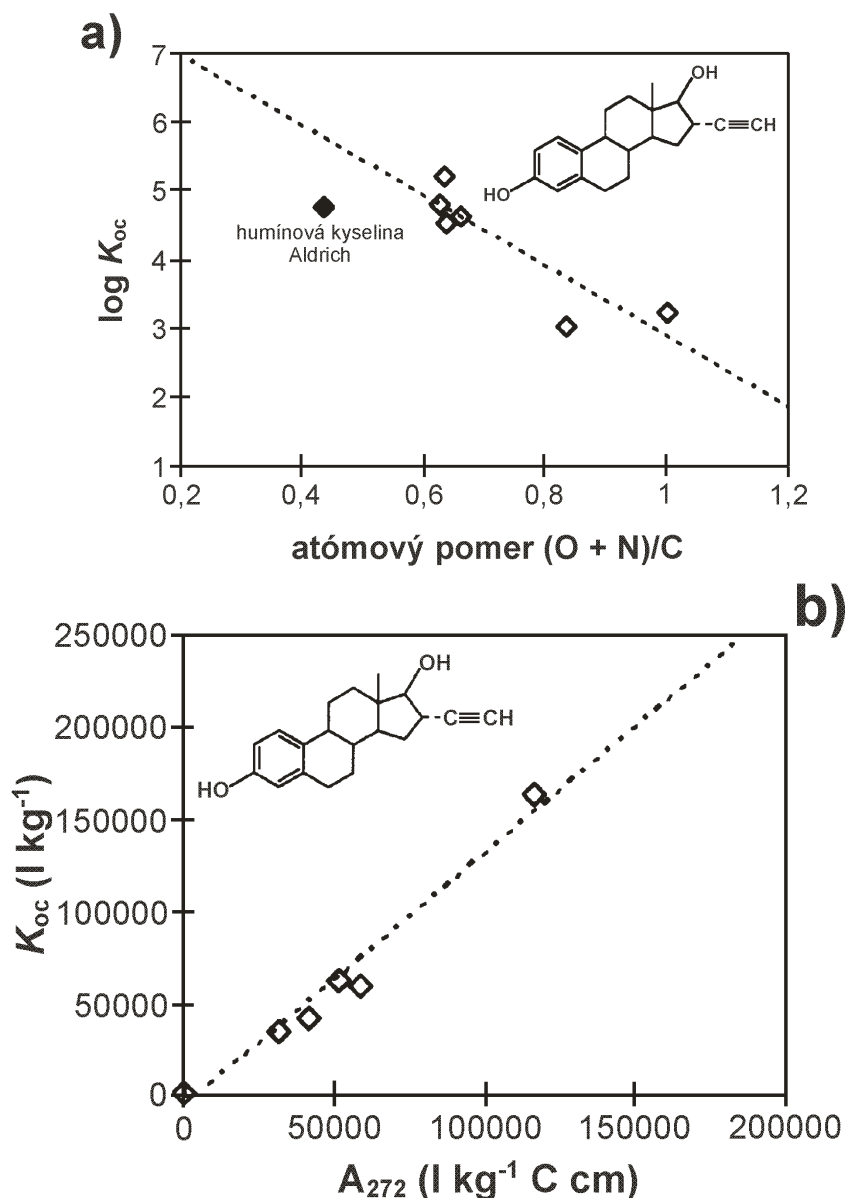 a)
7
6
5
4
3
2
1
log Koc
OH
C≡CH
HO
humínová kyselina
Aldrich
0,2 0,4 0,6 0,8 1 1,2
atómový pomer (O + N)/C
b)
250000
200000
150000
100000
50000
0
Koc (l kg⁻¹)
OH
C≡CH
HO
0 50000 100000 150000 200000
A₂₇₂ (l kg⁻¹ C cm)